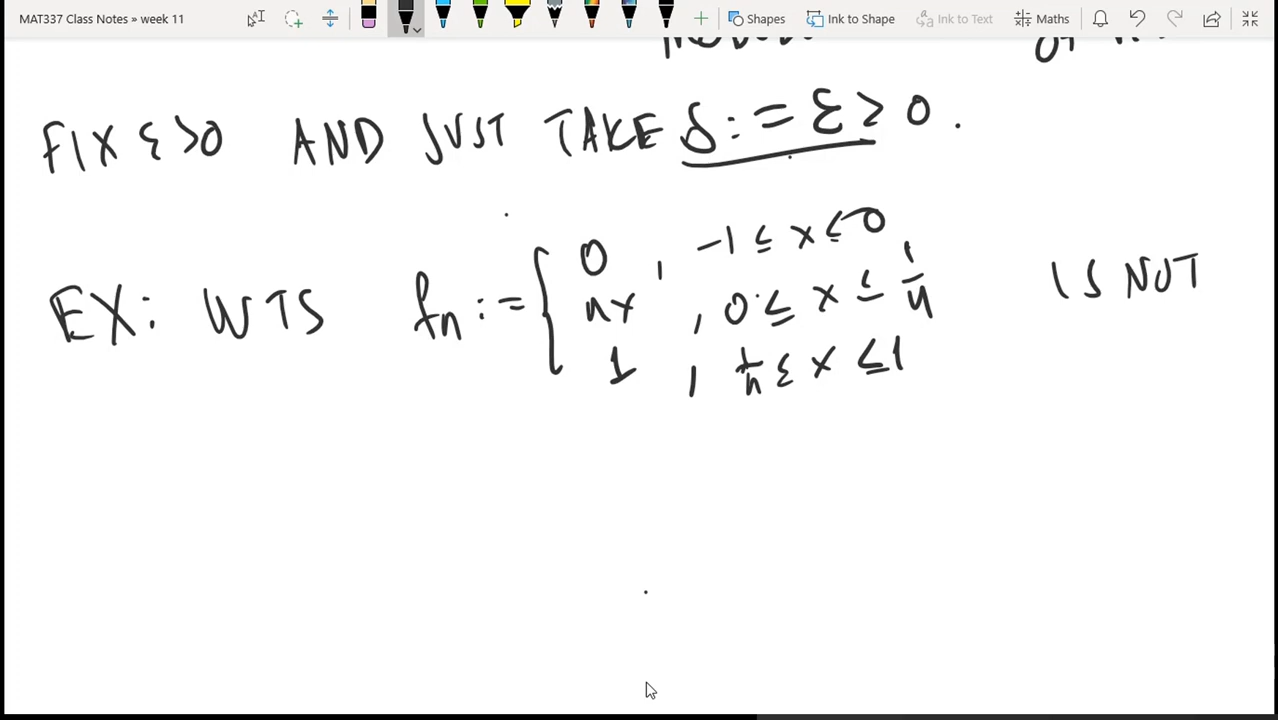 MAT337 Class Notes » week 11
Shapes Ink to Shape Ink to Text Maths
FIX ε>0 AND JUST TAKE δ:=ε>0.
EX: WTS fn:= { 0, -1≤x≤0 IS NOT
nx, 0≤x≤1/n
1, 1/n≤x≤1